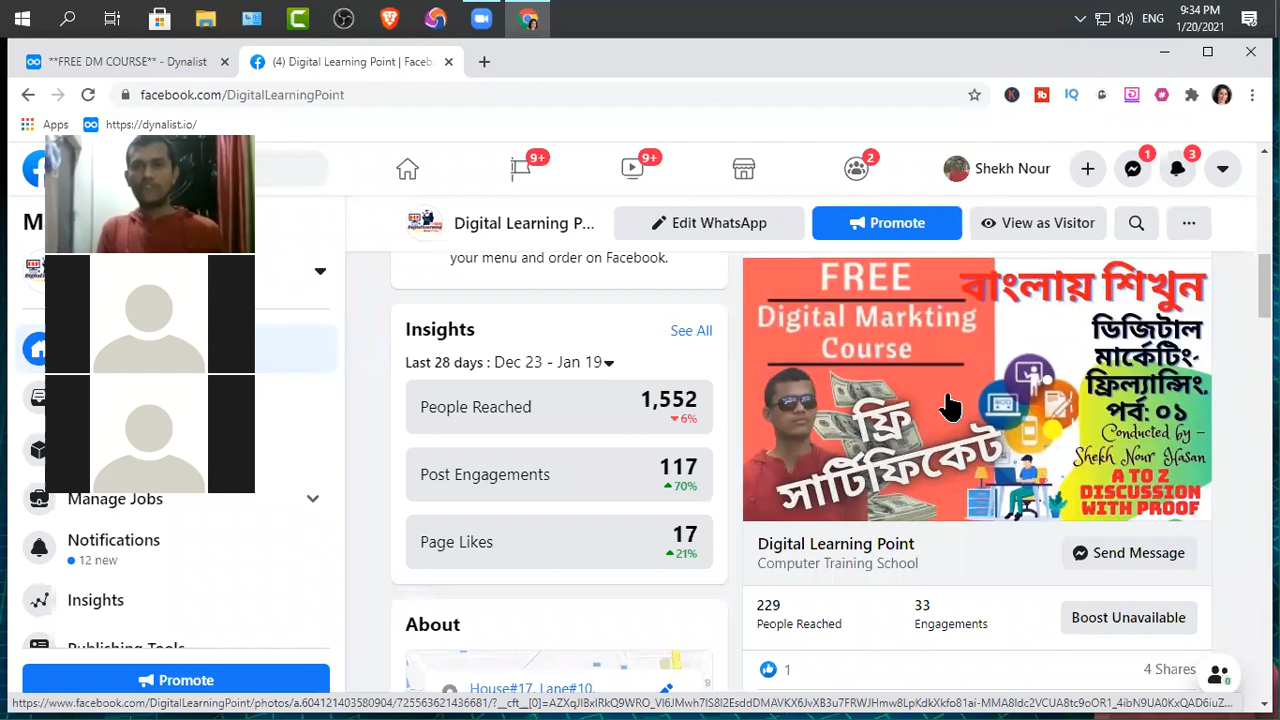 9:34 PM
ENG
1/20/2021
**FREE DM COURSE** - Dynalist
(4) Digital Learning Point | Faceb
facebook.com/DigitalLearningPoint
Apps
https://dynalist.io/
9+
9+
2
Shekh Nour
1
3
Digital Learning P...
Edit WhatsApp
Promote
View as Visitor
your menu and order on Facebook.
Insights
See All
Last 28 days : Dec 23 - Jan 19
People Reached
1,552
6%
Post Engagements
117
70%
Page Likes
17
21%
About
House#17, Lane#10,
FREE
Digital Markting
Course
ফ্রি
সার্টিফিকেট
বাংলায় শিখুন
ডিজিটাল
মার্কেটিং-
ফ্রিল্যান্সিং.
পর্ব: ০১
Conducted by -
Shekh Nour Hasan
A TO Z
DISCUSSION
WITH PROOF
Digital Learning Point
Computer Training School
Send Message
229
People Reached
33
Engagements
Boost Unavailable
1
4 Shares
Manage Jobs
Notifications
12 new
Insights
Publishing Tools
Promote